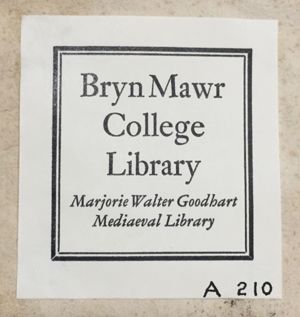 Bryn Mawr
College
Library
Marjorie Walter Goodhart
Mediaeval Library
A 210